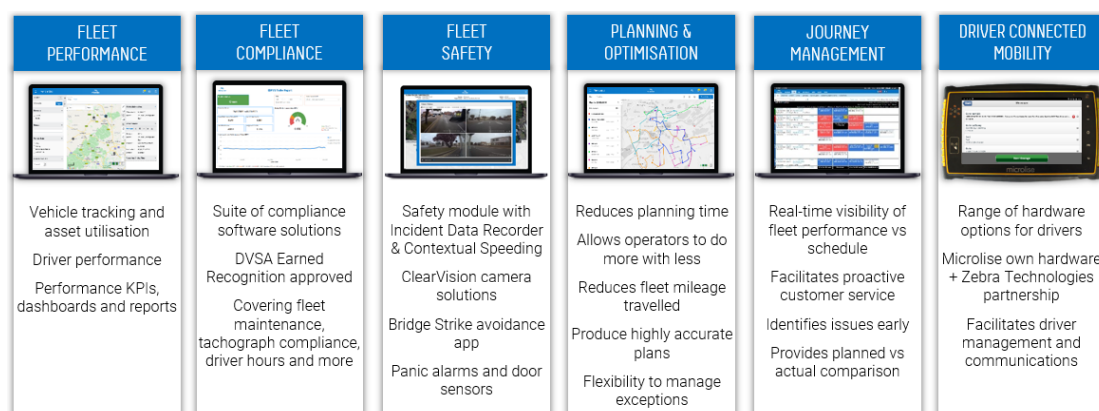 FLEET
PERFORMANCE
Vehicle tracking and
asset utilisation
Driver performance
Performance KPIs,
dashboards and reports
FLEET
COMPLIANCE
Suite of compliance
software solutions
DVSA Earned
Recognition approved
Covering fleet
maintenance,
tachograph compliance,
driver hours and more
FLEET
SAFETY
Safety module with
Incident Data Recorder
& Contextual Speeding
ClearVision camera
solutions
Bridge Strike avoidance
app
Panic alarms and door
sensors
PLANNING &
OPTIMISATION
Reduces planning time
Allows operators to do
more with less
Reduces fleet mileage
travelled
Produce highly accurate
plans
Flexibility to manage
exceptions
JOURNEY
MANAGEMENT
Real-time visibility of
fleet performance vs
schedule
Facilitates proactive
customer service
Identifies issues early
Provides planned vs
actual comparison
DRIVER CONNECTED
MOBILITY
microlise
Range of hardware
options for drivers
Microlise own hardware
+ Zebra Technologies
partnership
Facilitates driver
management and
communications